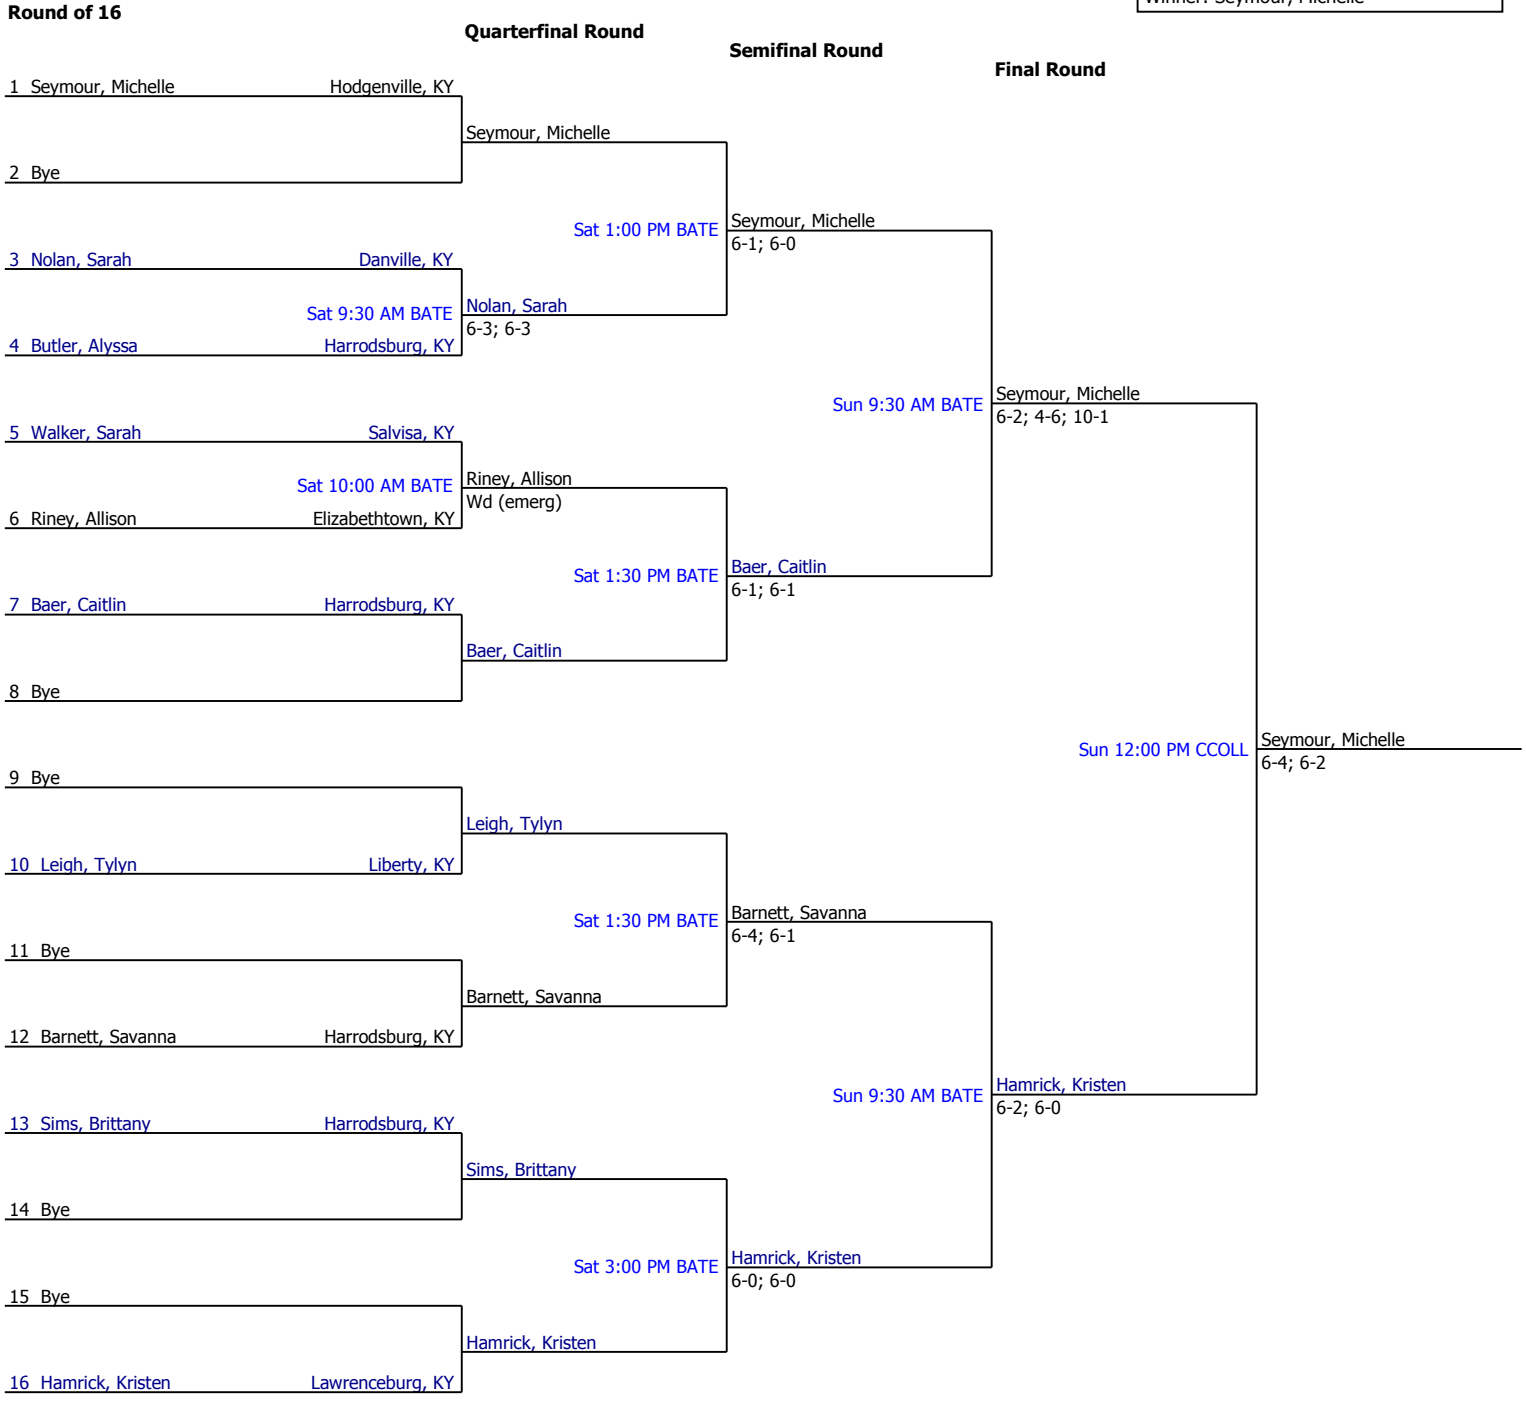 Winner: Seymour, Michelle
Round of 16
Quarterfinal Round
Semifinal Round
Final Round
1 Seymour, Michelle Hodgenville, KY
Seymour, Michelle
2 Bye
Sat 1:00 PM BATE Seymour, Michelle
6-1; 6-0
3 Nolan, Sarah Danville, KY
Sat 9:30 AM BATE Nolan, Sarah
6-3; 6-3
4 Butler, Alyssa Harrodsburg, KY
Sun 9:30 AM BATE Seymour, Michelle
6-2; 4-6; 10-1
5 Walker, Sarah Salvisa, KY
Sat 10:00 AM BATE Riney, Allison
Wd (emerg)
6 Riney, Allison Elizabethtown, KY
Sat 1:30 PM BATE Baer, Caitlin
6-1; 6-1
7 Baer, Caitlin Harrodsburg, KY
Baer, Caitlin
8 Bye
Sun 12:00 PM CCOLL Seymour, Michelle
6-4; 6-2
9 Bye
Leigh, Tylyn
10 Leigh, Tylyn Liberty, KY
Sat 1:30 PM BATE Barnett, Savanna
6-4; 6-1
11 Bye
Barnett, Savanna
12 Barnett, Savanna Harrodsburg, KY
Sun 9:30 AM BATE Hamrick, Kristen
6-2; 6-0
13 Sims, Brittany Harrodsburg, KY
Sims, Brittany
14 Bye
Sat 3:00 PM BATE Hamrick, Kristen
6-0; 6-0
15 Bye
Hamrick, Kristen
16 Hamrick, Kristen Lawrenceburg, KY